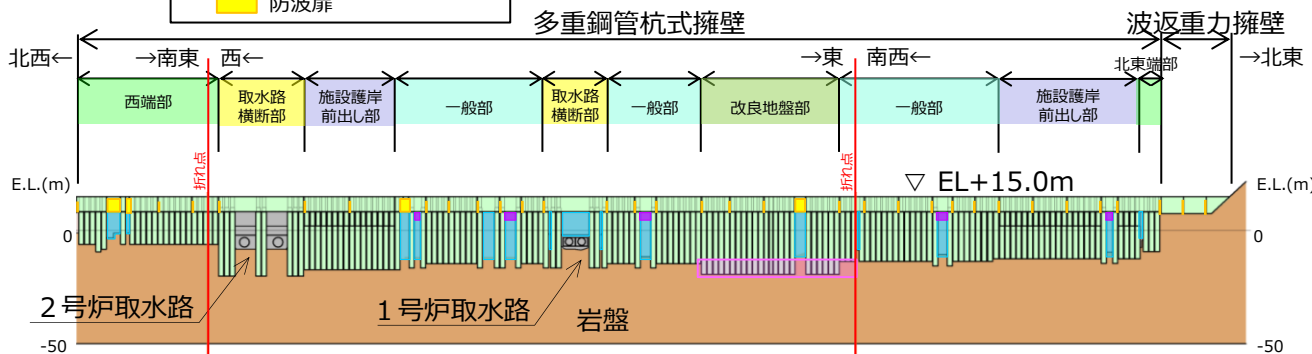 防波扉
多重鋼管杭式擁壁
波返重力擁壁
北西←
→南東
西←
→東
南西←
→北東
西端部
取水路
横断部
施設護岸
前出し部
一般部
取水路
横断部
一般部
改良地盤部
一般部
施設護岸
前出し部
北東端部
折れ点
折れ点
▽ EL+15.0m
E.L.(m)
E.L.(m)
0
0
2号炉取水路
1号炉取水路
岩盤
-50
-50